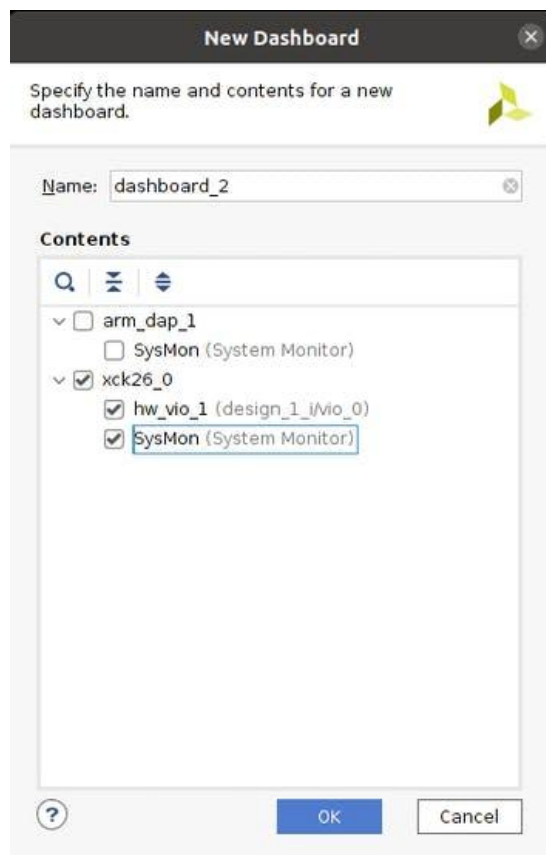 New Dashboard
Specify the name and contents for a new
dashboard.
Name: dashboard_2
Contents
arm_dap_1
SysMon (System Monitor)
xck26_0
hw_vio_1 (design_1_i/vio_0)
SysMon (System Monitor)
?
OK
Cancel